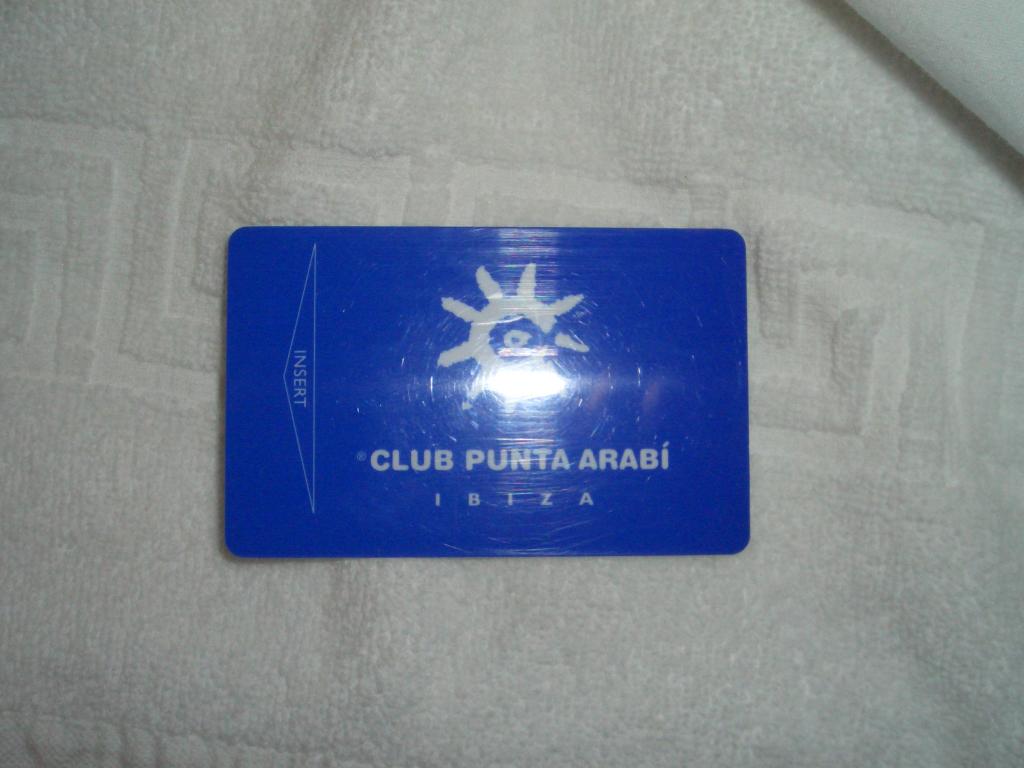 INSERT
® CLUB PUNTA ARABÍ
IBIZA